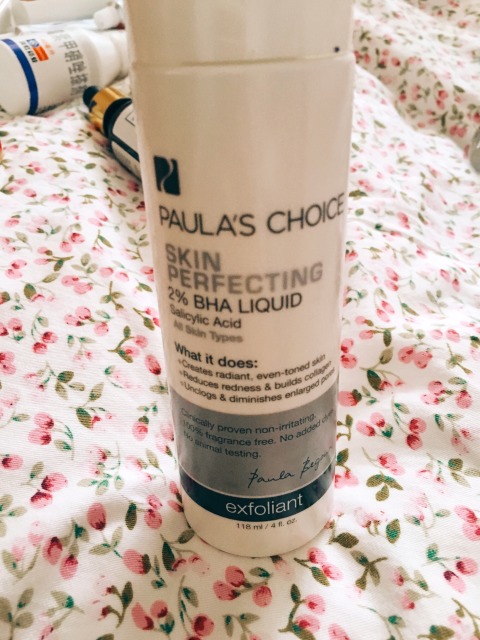 PAULA'S CHOICE
SKIN
PERFECTING
2% BHA LIQUID
Salicylic Acid
All Skin Types
What it does:
•Creates radiant, even-toned skin
•Reduces redness & builds collagen
•Unclogs & diminishes enlarged pores
Clinically proven non-irritating.
100% fragrance free. No added
No animal testing.
Paula
exfoliant
118 ml / 4 fl. oz.